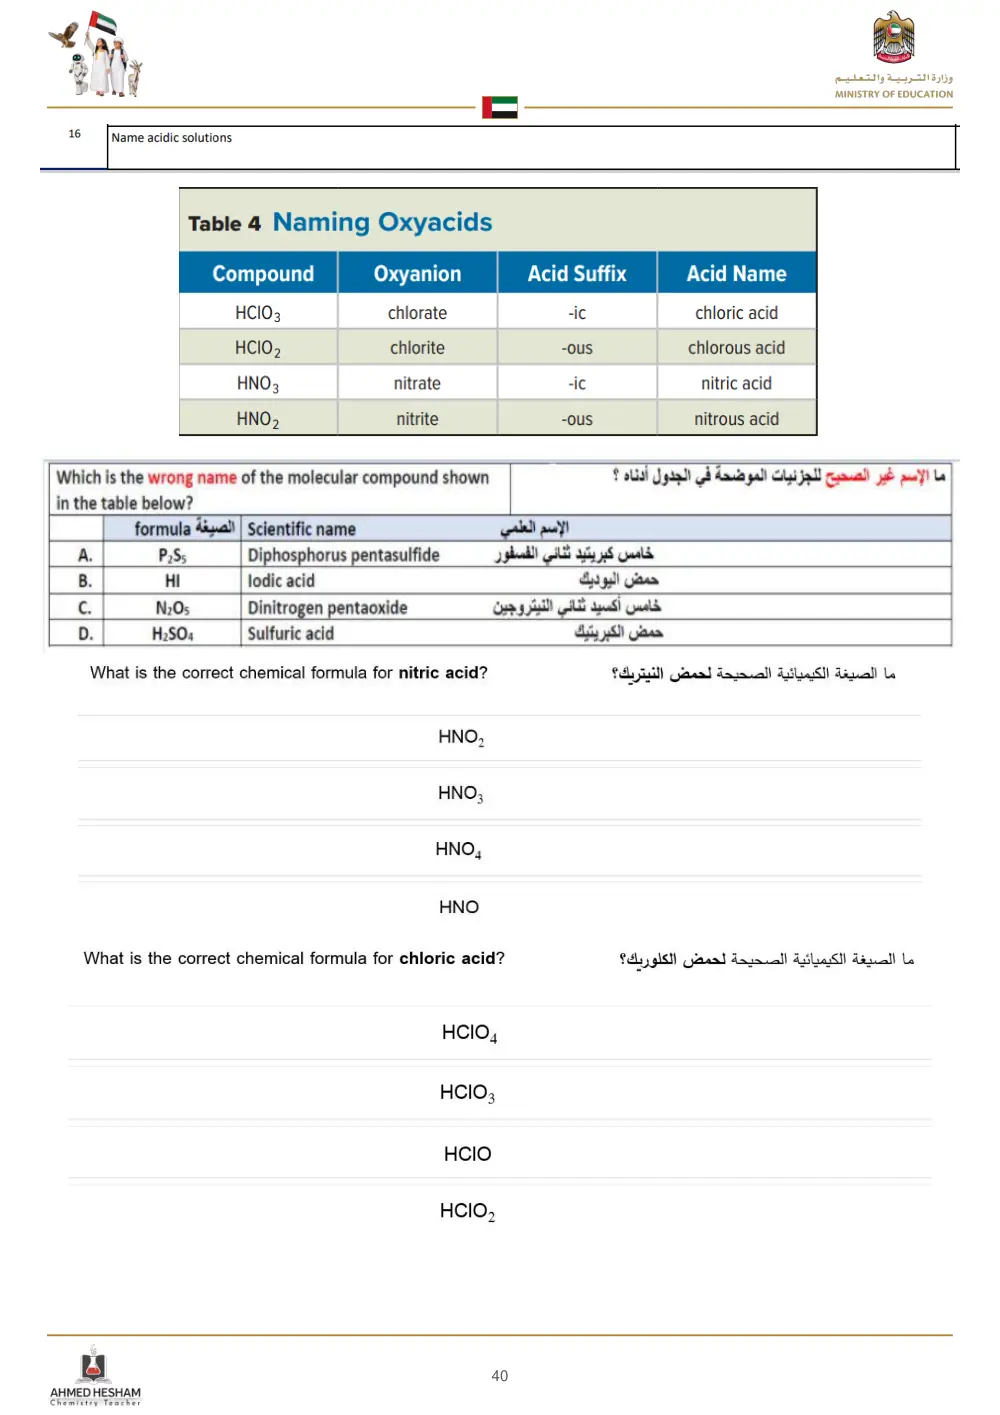 وزارة التربية والتعليم
MINISTRY OF EDUCATION
16
Name acidic solutions
Table 4 Naming Oxyacids
Compound Oxyanion Acid Suffix Acid Name
HClO3 chlorate -ic chloric acid
HClO2 chlorite -ous chlorous acid
HNO3 nitrate -ic nitric acid
HNO2 nitrite -ous nitrous acid
Which is the wrong name of the molecular compound shown
in the table below?
ما الإسم غير الصحيح للجزئيات الموضحة في الجدول أدناه ؟
formula الصيغة Scientific name الإسم العلمي
A. P2S5 Diphosphorus pentasulfide خامس كبريتيد ثنائي الفسفور
B. HI Iodic acid حمض اليوديك
C. N2O5 Dinitrogen pentaoxide خامس أكسيد ثنائي النيتروجين
D. H2SO4 Sulfuric acid حمض الكبريتيك
What is the correct chemical formula for nitric acid? ما الصيغة الكيميائية الصحيحة لحمض النيتريك؟
HNO2
HNO3
HNO4
HNO
What is the correct chemical formula for chloric acid? ما الصيغة الكيميائية الصحيحة لحمض الكلوريك؟
HClO4
HClO3
HClO
HClO2
AHMED HESHAM
Chemistry Teacher
40